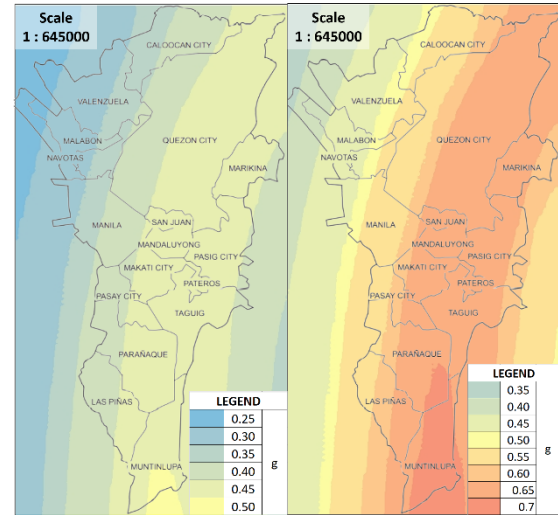 Scale
1 : 645000
CALOOCAN CITY
VALENZUELA
MALABON
QUEZON CITY
NAVOTAS
MARIKINA
MANILA
SAN JUAN
MANDALUYONG
PASIG CITY
MAKATI CITY
PATEROS
PASAY CITY
TAGUIG
PARAÑAQUE
LAS PIÑAS
MUNTINLUPA
LEGEND
0.25
0.30
0.35
0.40
0.45
0.50
g
Scale
1 : 645000
CALOOCAN CITY
VALENZUELA
MALABON
QUEZON CITY
NAVOTAS
MARIKINA
MANILA
SAN JUAN
MANDALUYONG
PASIG CITY
MAKATI CITY
PATEROS
PASAY CITY
TAGUIG
PARAÑAQUE
LAS PIÑAS
MUNTINLUPA
LEGEND
0.35
0.40
0.45
0.50
0.55
0.60
0.65
0.7
g